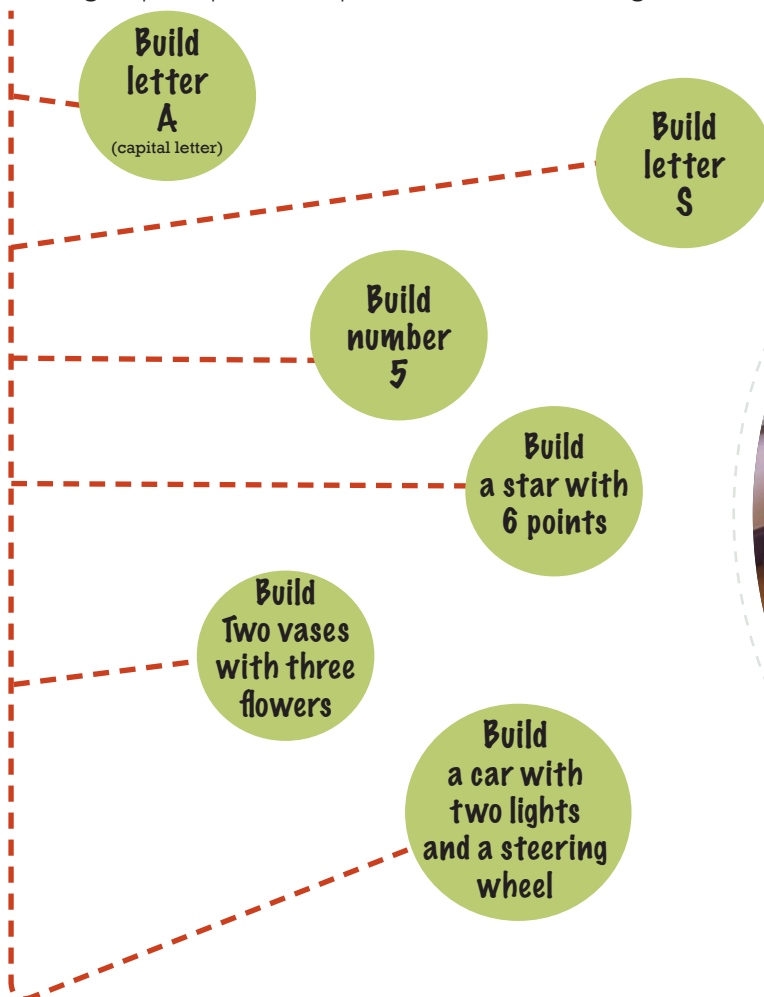 Build
letter
A
(capital letter)
Build
letter
S
Build
number
5
Build
a star with
6 points
Build
Two vases
with three
flowers
Build
a car with
two lights
and a steering
wheel